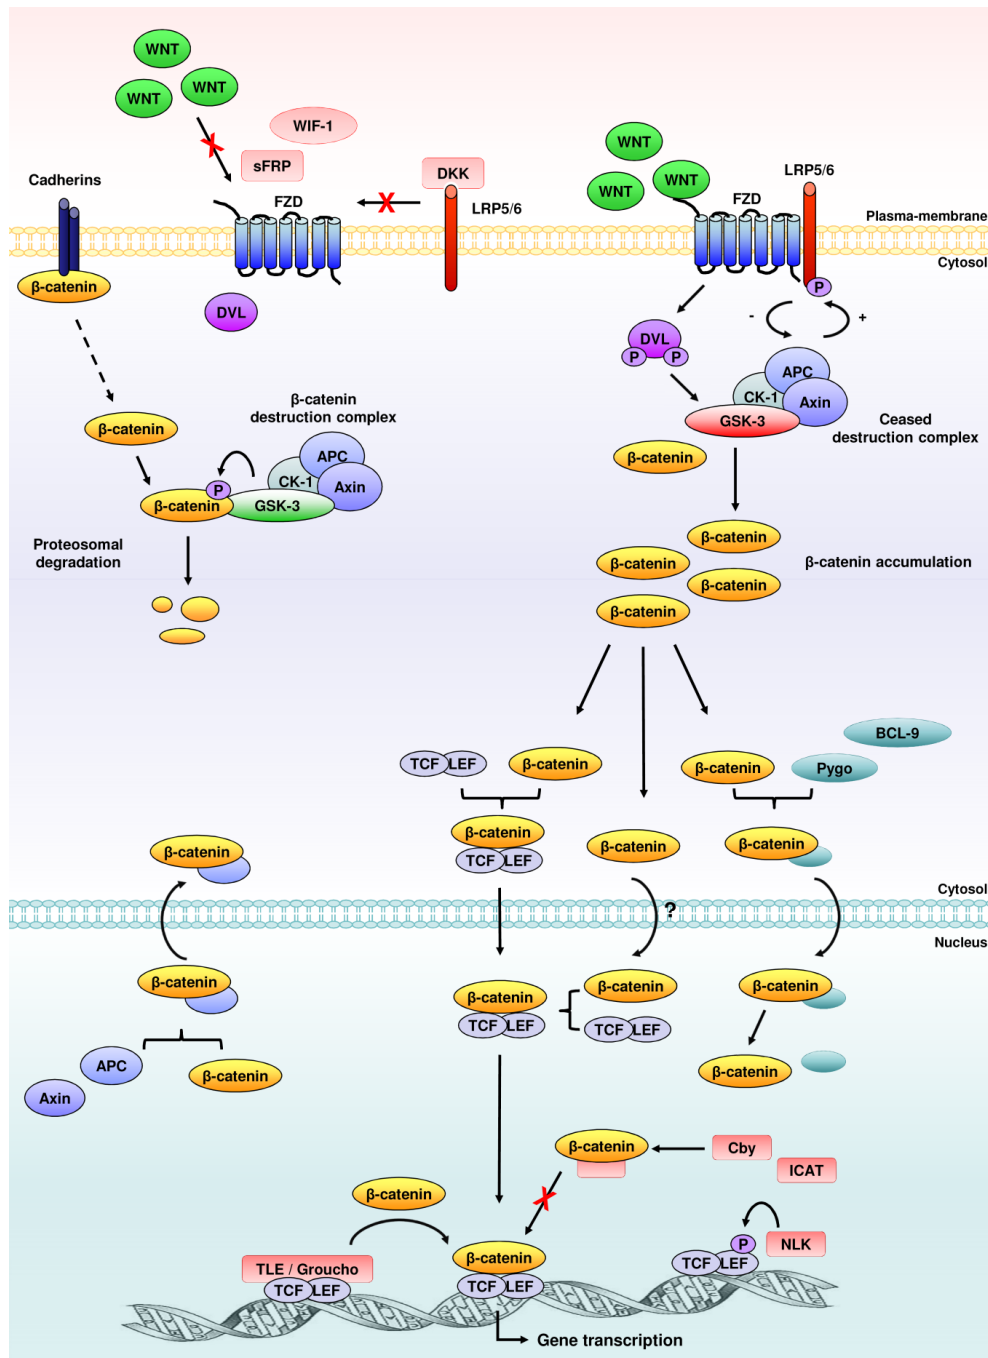 WNT
WNT
WNT
WIF-1
sFRP
DKK
Cadherins
FZD
LRP5/6
β-catenin
DVL
WNT
WNT
WNT
LRP5/6
FZD
Plasma-membrane
Cytosol
P
-
+
DVL
P
P
APC
CK-1
Axin
GSK-3
Ceased
destruction complex
β-catenin
β-catenin
β-catenin
destruction complex
APC
CK-1
Axin
P
β-catenin
GSK-3
Proteosomal
degradation
β-catenin
β-catenin
β-catenin
β-catenin
β-catenin accumulation
BCL-9
TCF LEF
β-catenin
β-catenin
Pygo
β-catenin
β-catenin
TCF LEF
β-catenin
β-catenin
Cytosol
?
Nucleus
β-catenin
β-catenin
TCF LEF
β-catenin
TCF LEF
β-catenin
APC
Axin
β-catenin
β-catenin
β-catenin
Cby
ICAT
β-catenin
NLK
P
TCF LEF
TLE / Groucho
TCF LEF
β-catenin
TCF LEF
Gene transcription